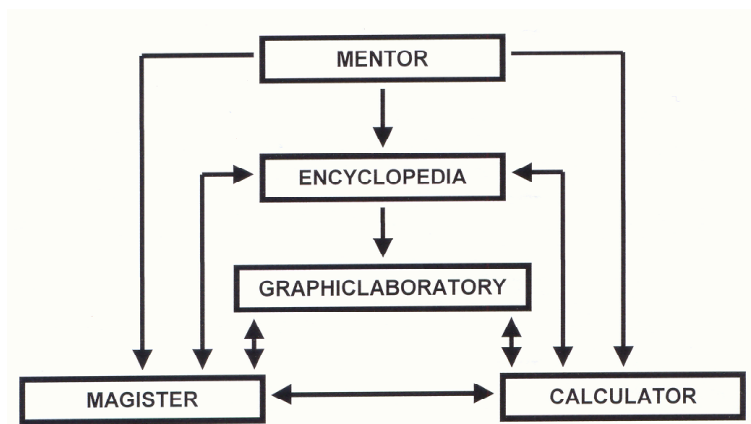 MENTOR
ENCYCLOPEDIA
GRAPHICLABORATORY
MAGISTER
CALCULATOR